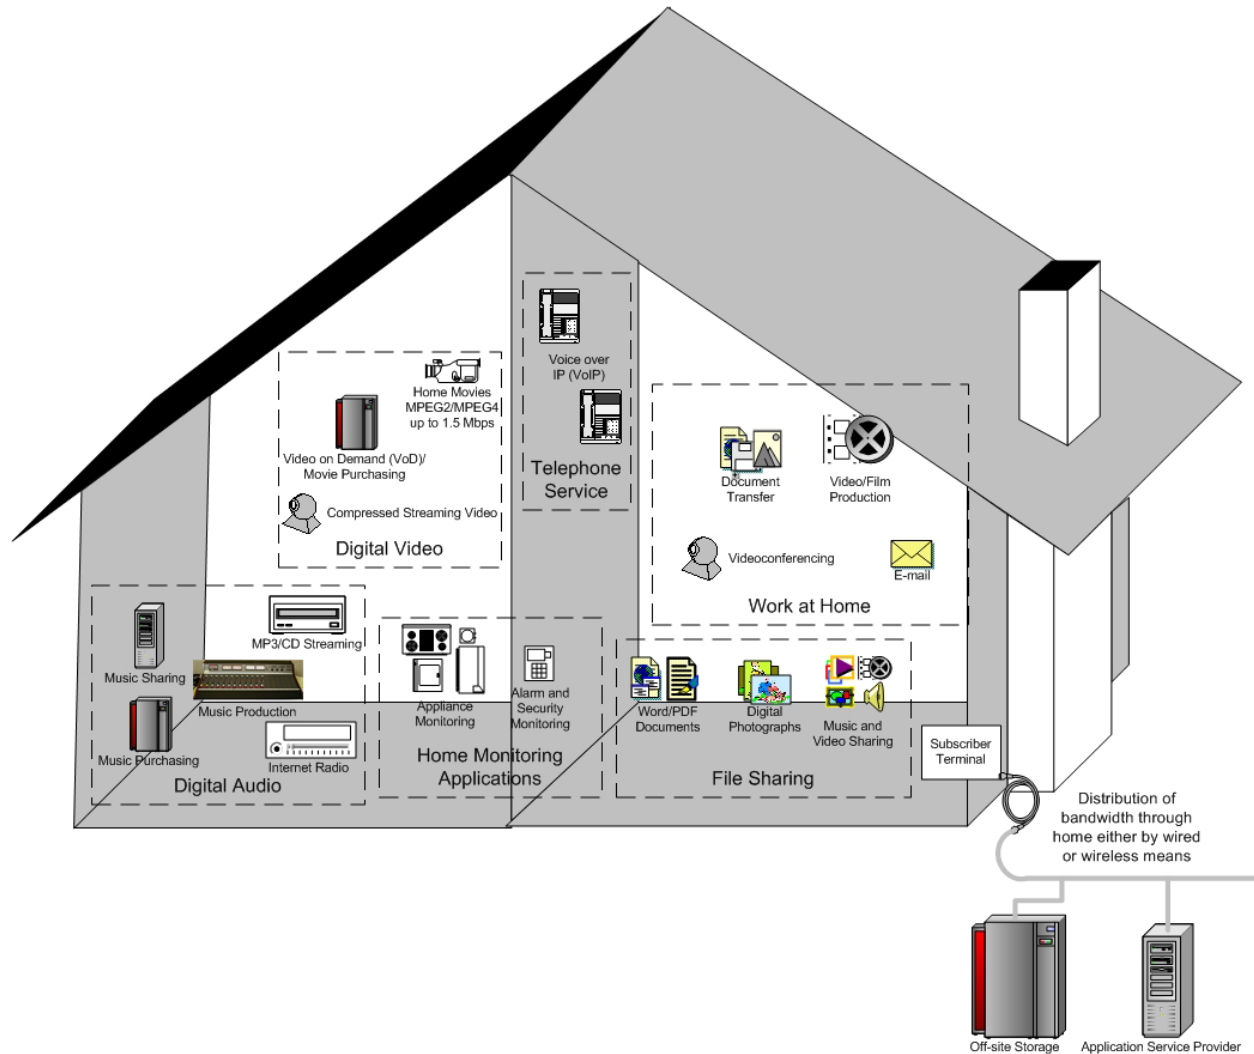 Voice over
IP (VoIP)
Telephone
Service
Home Movies
MPEG2/MPEG4
up to 1.5 Mbps
Video on Demand (VoD)/
Movie Purchasing
Compressed Streaming Video
Digital Video
Document
Transfer
Video/Film
Production
Videoconferencing
E-mail
Work at Home
MP3/CD Streaming
Music Sharing
Music Production
Music Purchasing
Internet Radio
Digital Audio
Appliance
Monitoring
Alarm and
Security
Monitoring
Home Monitoring
Applications
Word/PDF
Documents
Digital
Photographs
Music and
Video Sharing
File Sharing
Subscriber
Terminal
Distribution of
bandwidth through
home either by wired
or wireless means
Off-site Storage
Application Service Provider